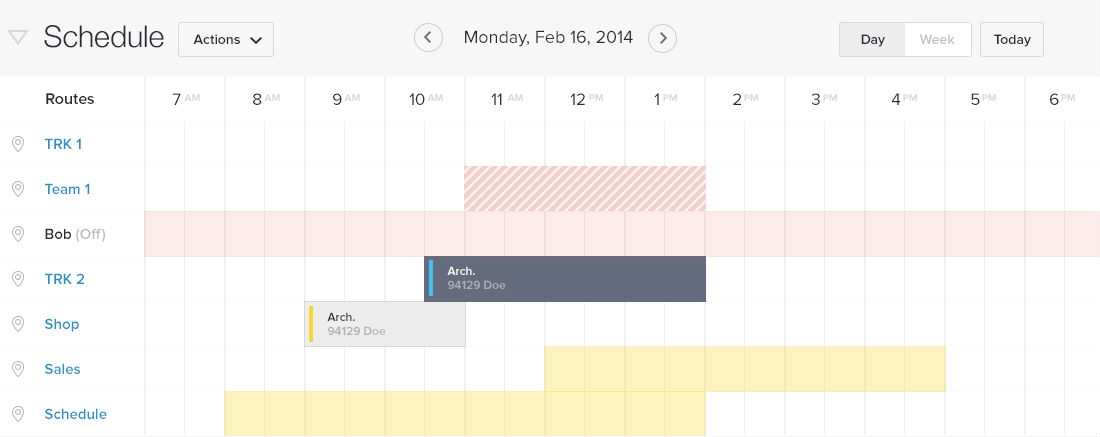 Schedule Actions Monday, Feb 16, 2014 Day Week Today
Routes 7 AM 8 AM 9 AM 10 AM 11 AM 12 PM 1 PM 2 PM 3 PM 4 PM 5 PM 6 PM
TRK 1
Team 1
Bob (Off)
TRK 2
Arch.
94129 Doe
Shop
Arch.
94129 Doe
Sales
Schedule